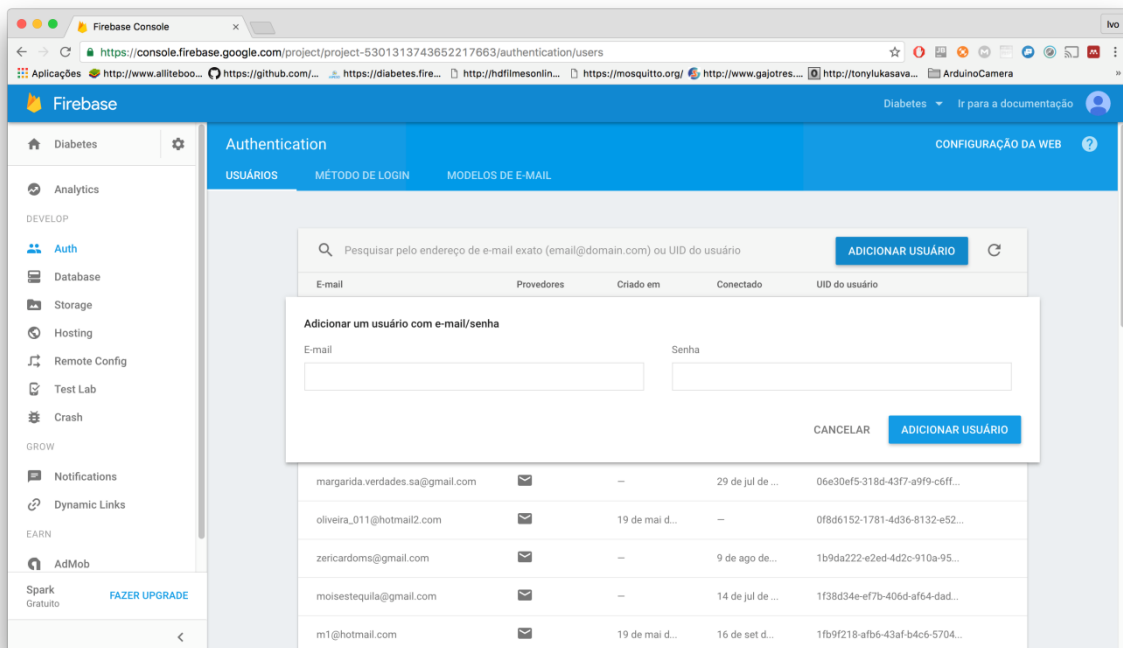 Firebase Console
Ivo
https://console.firebase.google.com/project/project-5301313743652217663/authentication/users
Aplicações http://www.alliteboo... https://github.com/... https://diabetes.fire... http://hdfilmesonlin... https://mosquitto.org/ http://www.gajotres.... http://tonylukasava... ArduinoCamera »
Firebase
Diabetes Ir para a documentação
Diabetes
Authentication
CONFIGURAÇÃO DA WEB ?
USUÁRIOS MÉTODO DE LOGIN MODELOS DE E-MAIL
Analytics
DEVELOP
Auth
Database
Storage
Hosting
Remote Config
Test Lab
Crash
GROW
Notifications
Dynamic Links
EARN
AdMob
Spark
Gratuito
FAZER UPGRADE
Pesquisar pelo endereço de e-mail exato (email@domain.com) ou UID do usuário
ADICIONAR USUÁRIO
E-mail Provedores Criado em Conectado UID do usuário
Adicionar um usuário com e-mail/senha
E-mail Senha
CANCELAR ADICIONAR USUÁRIO
margarida.verdades.sa@gmail.com — 29 de jul de ... 06e30ef5-318d-43f7-a9f9-c6ff...
oliveira_011@hotmail2.com 19 de mai d... — 0f8d6152-1781-4d36-8132-e52...
zericardoms@gmail.com — 9 de ago de... 1b9da222-e2ed-4d2c-910a-95...
moisestequila@gmail.com — 14 de jul de ... 1f38d34e-ef7b-406d-af64-dad...
m1@hotmail.com 19 de mai d... 16 de set d... 1fb9f218-afb6-43af-b4c6-5704...